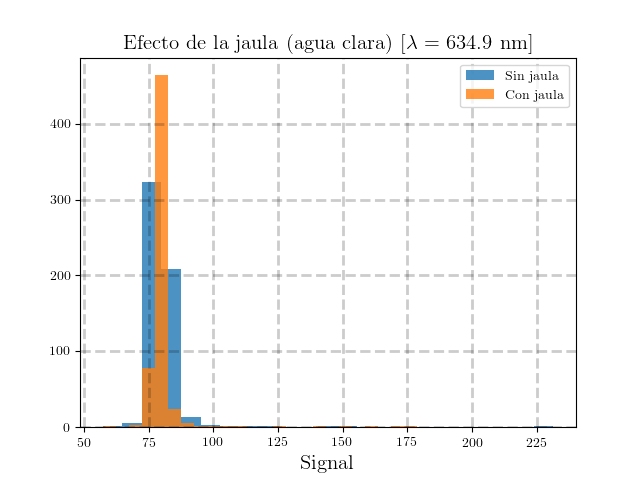 Efecto de la jaula (agua clara) [λ = 634.9 nm]
Sin jaula
Con jaula
400
300
200
100
0
50 75 100 125 150 175 200 225
Signal